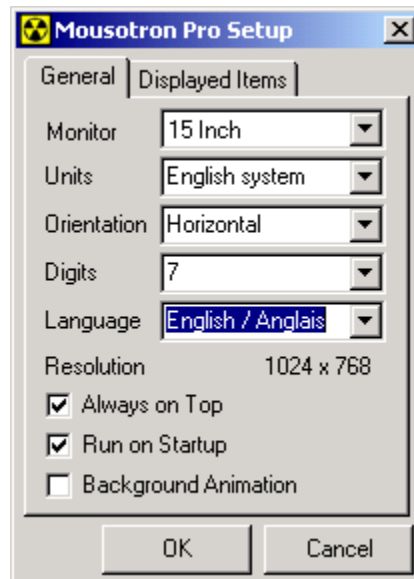 Mousotron Pro Setup
General Displayed Items
Monitor 15 Inch
Units English system
Orientation Horizontal
Digits 7
Language English / Anglais
Resolution 1024 x 768
Always on Top
Run on Startup
Background Animation
OK Cancel